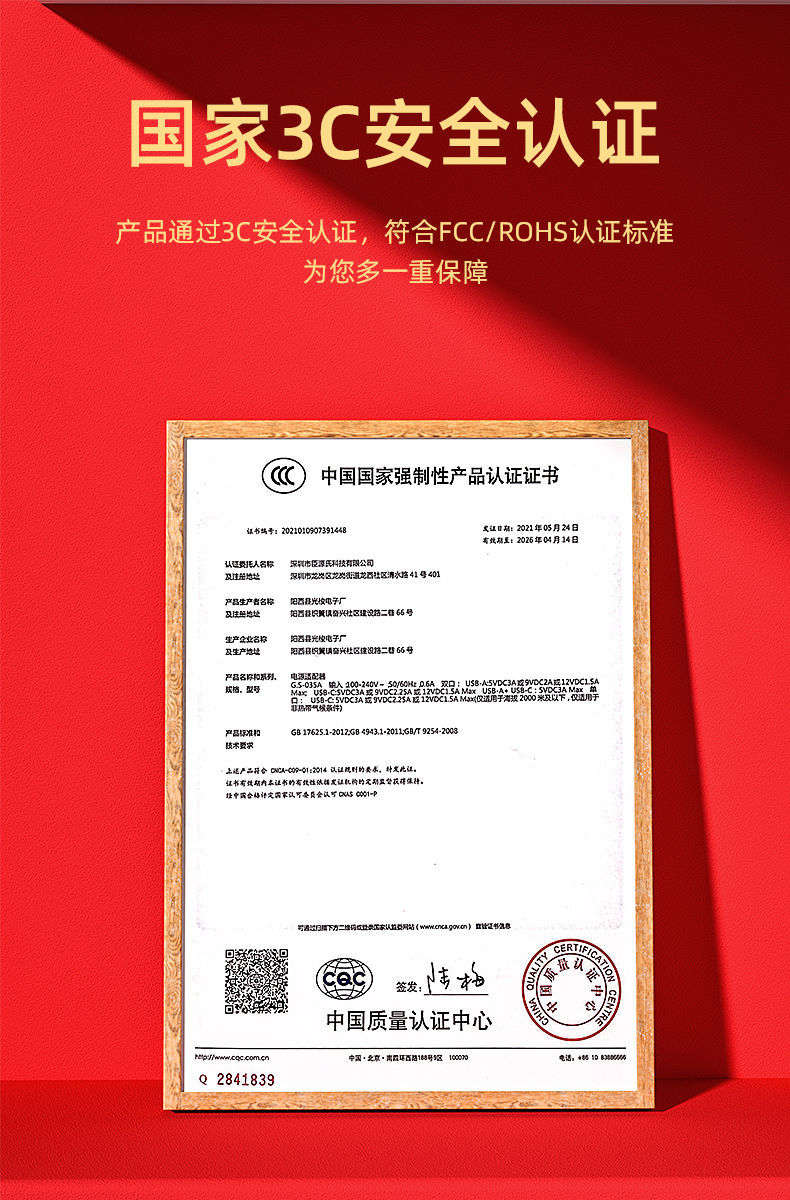 国家3C安全认证
产品通过3C安全认证，符合FCC/ROHS认证标准
为您多一重保障
中国国家强制性产品认证证书
证书编号：2021010907391448
发证日期：2021年05月24日
有效期至：2026年04月14日
认证委托人名称 深圳市臣源氏科技有限公司
及注册地址 深圳市龙岗区龙岗街道龙西社区清水路41号401
产品生产者名称 阳西县光梭电子厂
及注册地址 阳西县织篢镇奋兴社区建设路二巷66号
生产企业名称 阳西县光梭电子厂
及生产地址 阳西县织篢镇奋兴社区建设路二巷66号
产品名称和系列、 电源适配器
规格、型号 GS-035A 输入:100-240V~ ,50/60Hz ,0.6A 双口： USB-A:5VDC3A或9VDC2A或12VDC1.5A
Max; USB-C:5VDC3A或9VDC2.25A或12VDC1.5A Max USB-A+ USB-C : 5VDC3A Max 单
口： USB-C: 5VDC3A或9VDC2.25A或12VDC1.5A Max(仅适用于海拔2000米及以下，仅适用于
非热带气候条件)
产品标准和 GB 17625.1-2012;GB 4943.1-2011;GB/T 9254-2008
技术要求
上述产品符合 CNCA-C09-01:2014 认证规则的要求，特发此证。
证书有效期内本证书的有效性依据发证机构的定期监督获得保持。
经中国合格评定国家认可委员会认可 CNAS C001-P
可通过扫描下方二维码或登录国家认监委网站（www.cnca.gov.cn） 查验证书信息
CQC
签发：陆梅
中国质量认证中心
CHINA QUALITY CERTIFICATION CENTRE
中国质量认证中心
http://www.cqc.com.cn 中国·北京·南四环西路188号9区 100070 电话：+86 10 83886666
Q 2841839